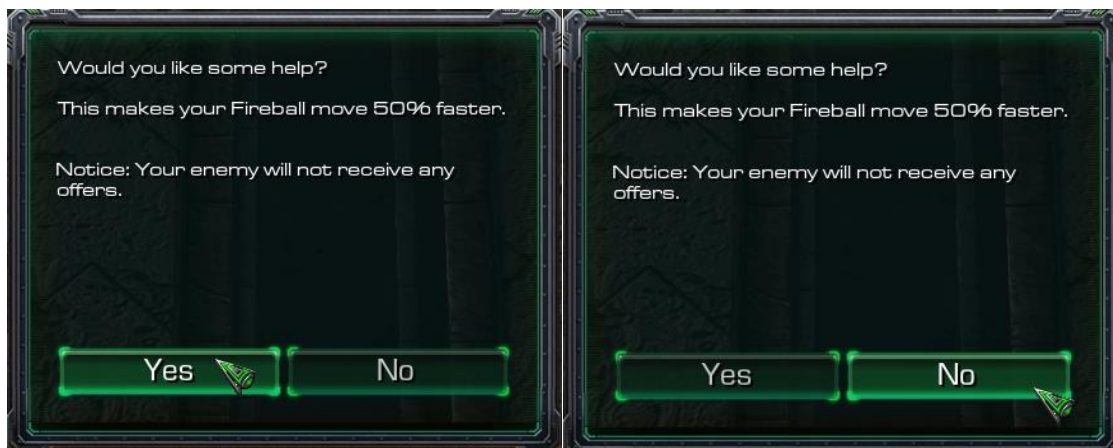 Would you like some help?
This makes your Fireball move 50% faster.
Notice: Your enemy will not receive any
offers.
Yes No
Would you like some help?
This makes your Fireball move 50% faster.
Notice: Your enemy will not receive any
offers.
Yes No